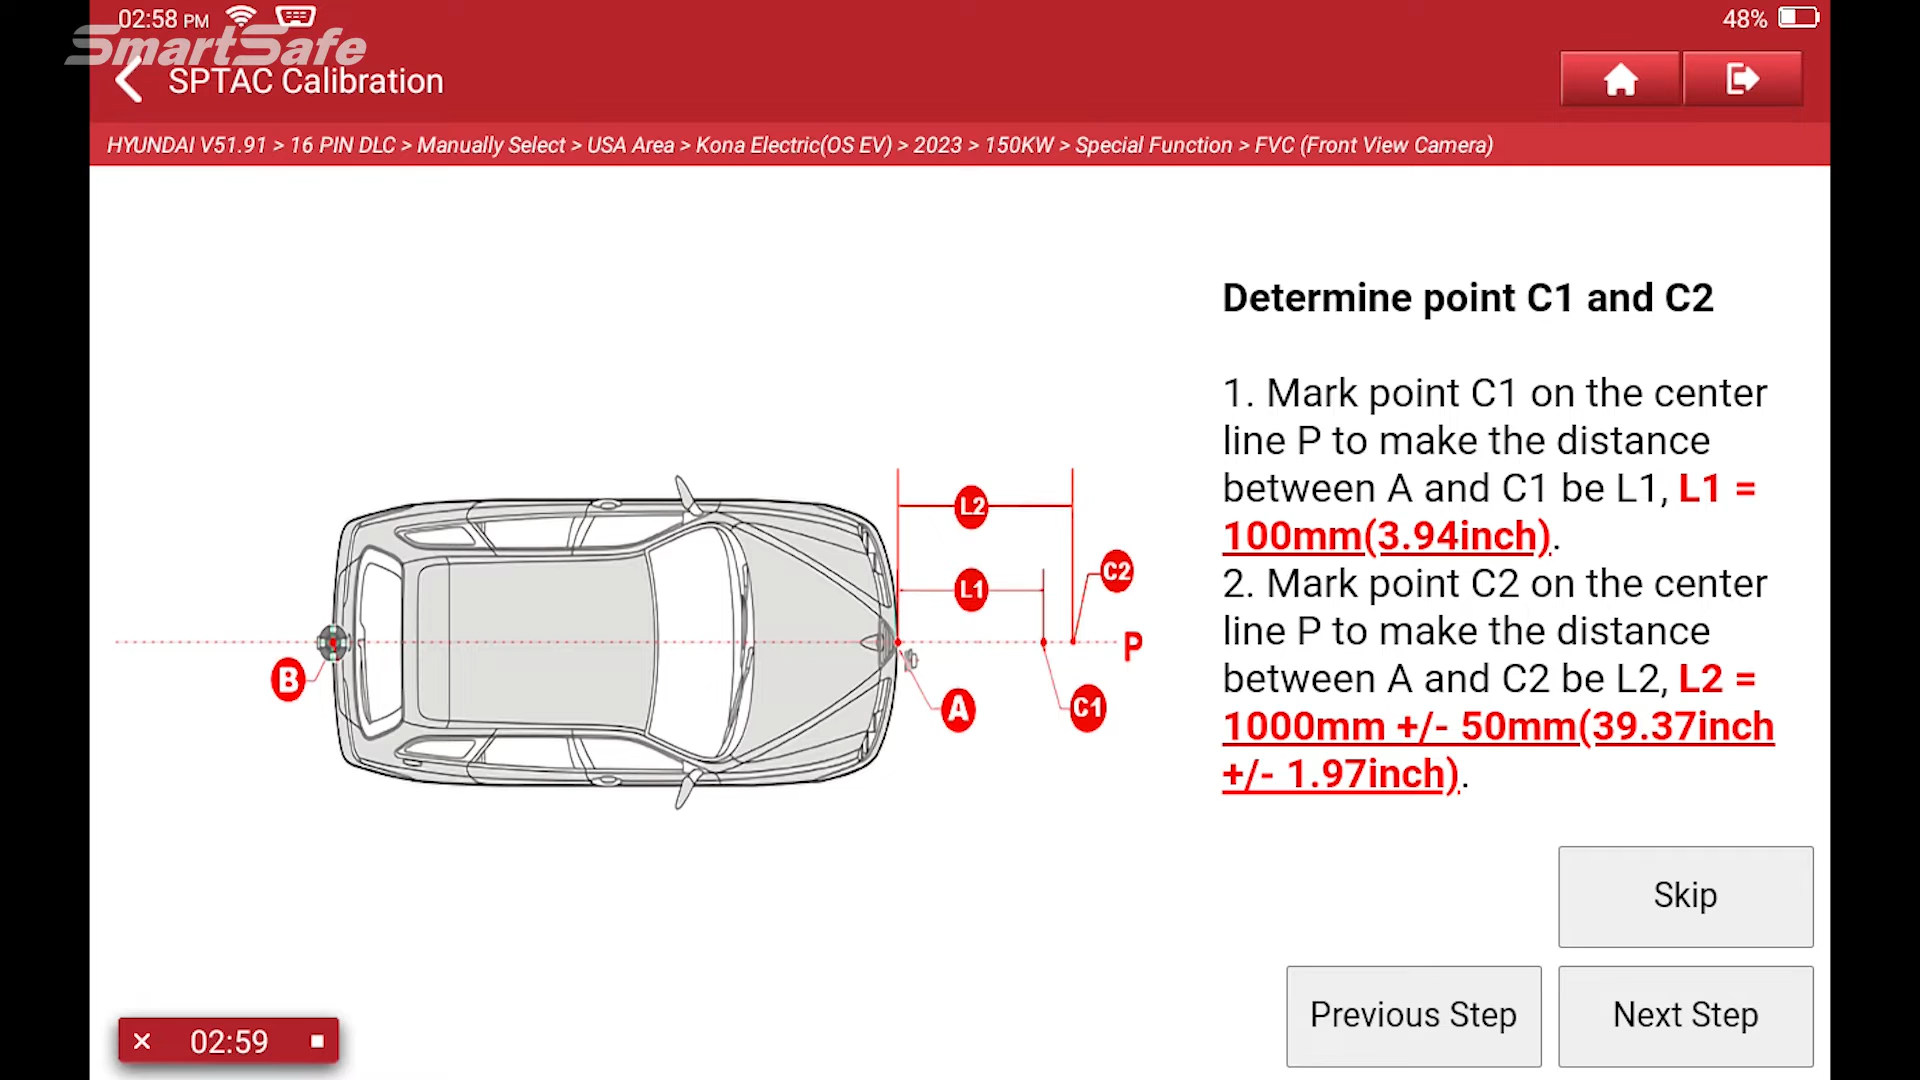 02:58 PM
48%
SmartSafe
SPTAC Calibration
HYUNDAI V51.91 > 16 PIN DLC > Manually Select > USA Area > Kona Electric(OS EV) > 2023 > 150KW > Special Function > FVC (Front View Camera)
Determine point C1 and C2
1. Mark point C1 on the center
line P to make the distance
between A and C1 be L1, L1 =
100mm(3.94inch).
2. Mark point C2 on the center
line P to make the distance
between A and C2 be L2, L2 =
1000mm +/- 50mm(39.37inch
+/- 1.97inch).
L2
C2
L1
P
B
A
C1
Skip
Previous Step
Next Step
02:59